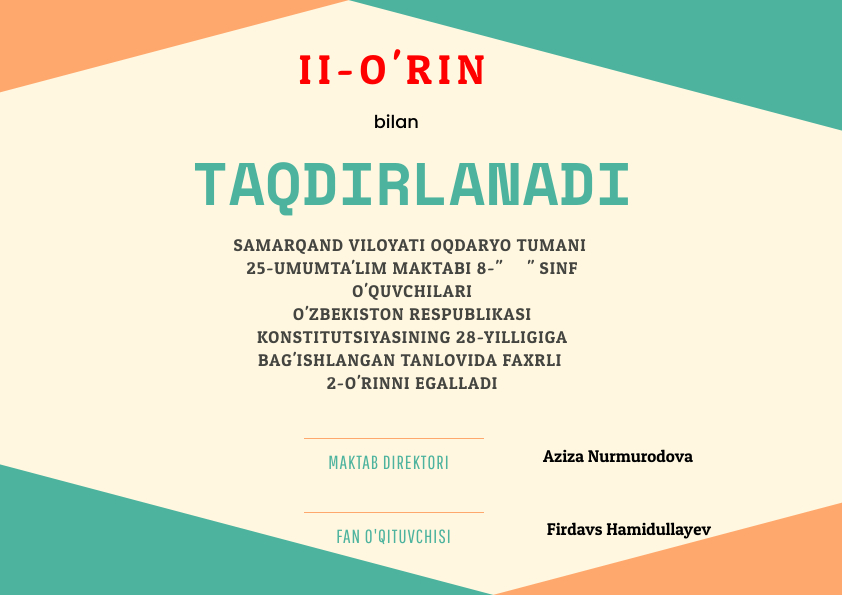 II-O'RIN
bilan
TAQDIRLANADI
SAMARQAND VILOYATI OQDARYO TUMANI
25-UMUMTA'LIM MAKTABI 8-" " SINF
O'QUVCHILARI
O'ZBEKISTON RESPUBLIKASI
KONSTITUTSIYASINING 28-YILLIGIGA
BAG'ISHLANGAN TANLOVIDA FAXRLI
2-O'RINNI EGALLADI
MAKTAB DIREKTORI
Aziza Nurmurodova
FAN O'QITUVCHISI
Firdavs Hamidullayev